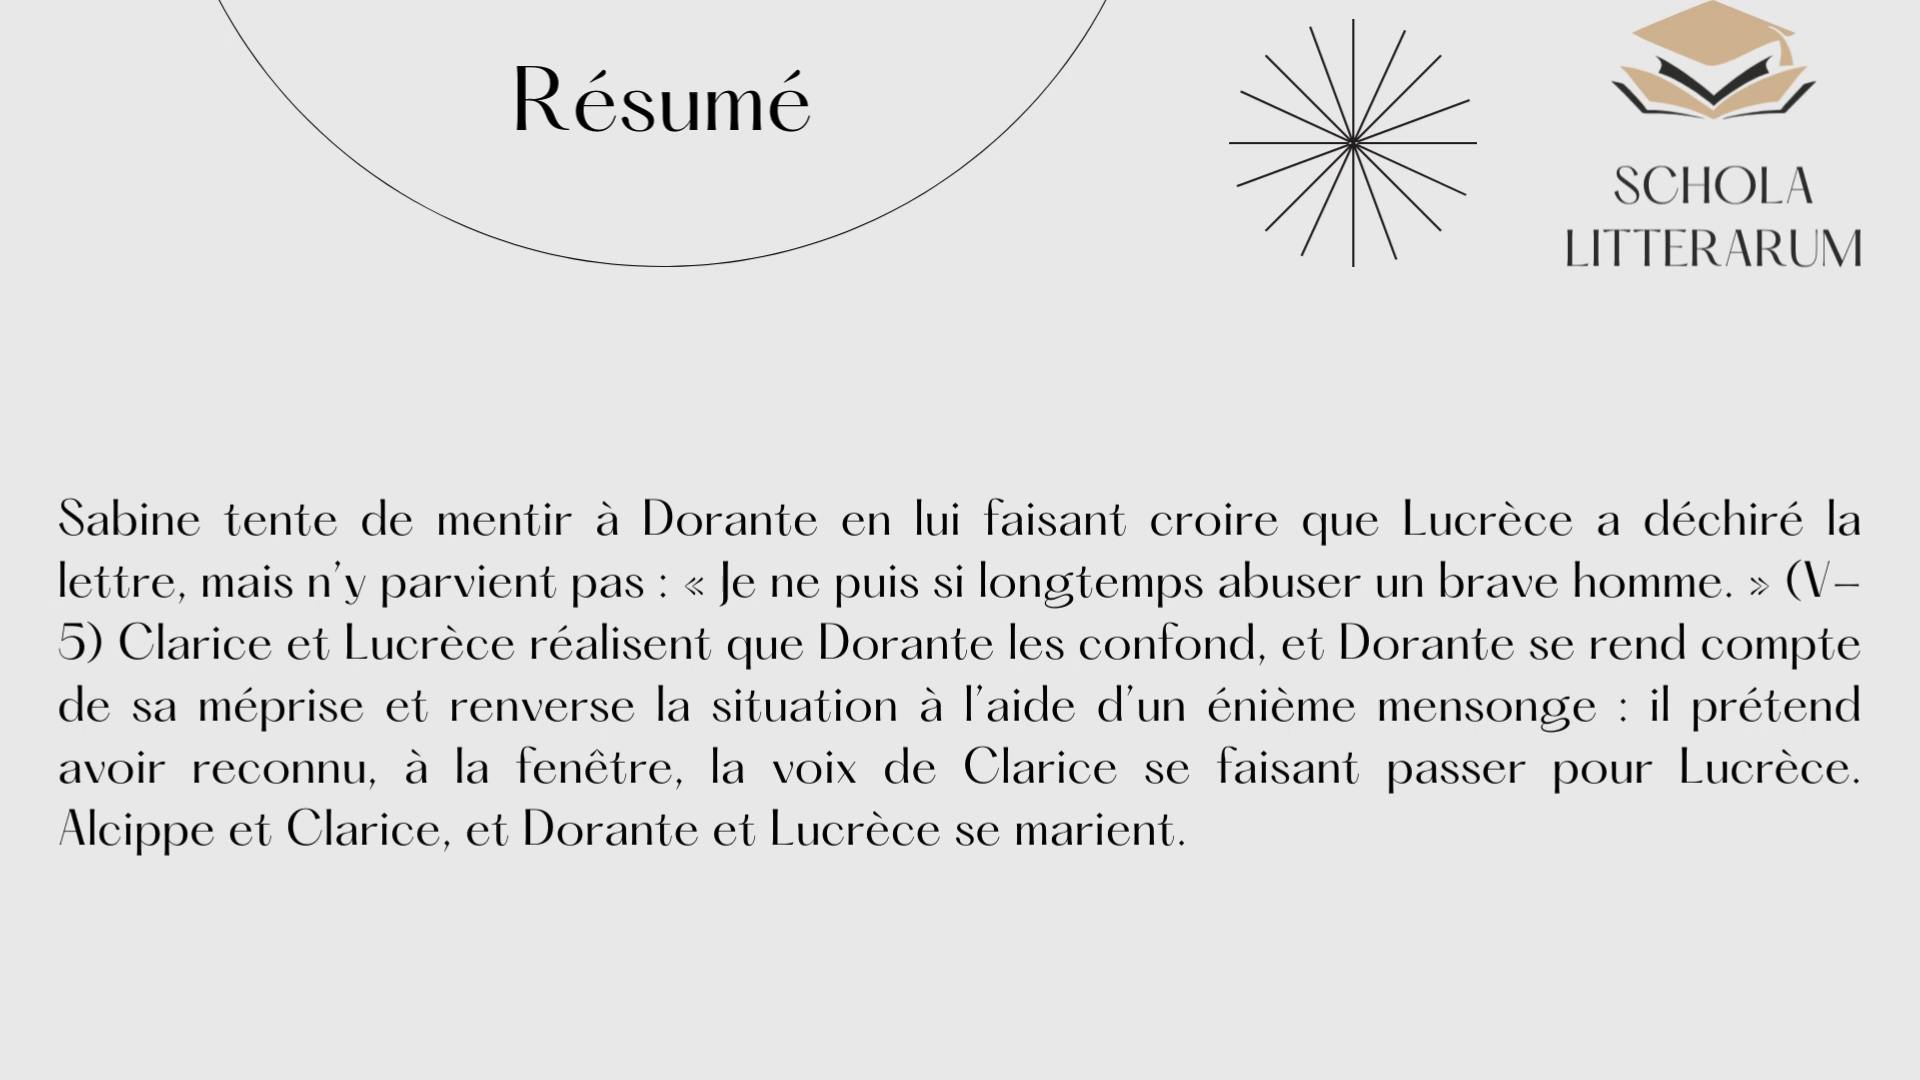 Résumé
SCHOLA
LITTERARUM
Sabine tente de mentir à Dorante en lui faisant croire que Lucrèce a déchiré la
lettre, mais n’y parvient pas : « Je ne puis si longtemps abuser un brave homme. » (V–
5) Clarice et Lucrèce réalisent que Dorante les confond, et Dorante se rend compte
de sa méprise et renverse la situation à l’aide d’un énième mensonge : il prétend
avoir reconnu, à la fenêtre, la voix de Clarice se faisant passer pour Lucrèce.
Alcippe et Clarice, et Dorante et Lucrèce se marient.